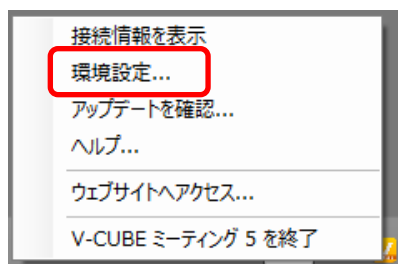 接続情報を表示
環境設定...
アップデートを確認...
ヘルプ...
ウェブサイトへアクセス...
V-CUBE ミーティング 5 を終了